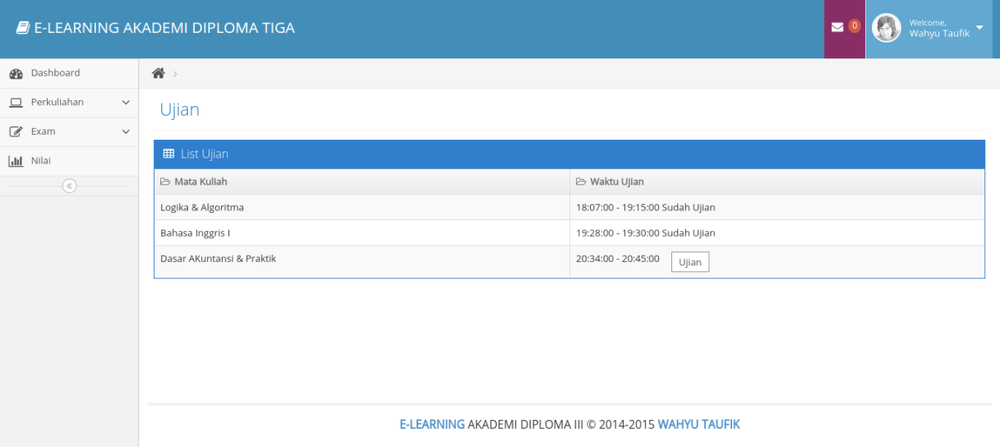 E-LEARNING AKADEMI DIPLOMA TIGA
0
Welcome,
Wahyu Taufik
Dashboard
Perkuliahan
Exam
Nilai
Ujian
List Ujian
Mata Kuliah Waktu Ujian
Logika & Algoritma 18:07:00 - 19:15:00 Sudah Ujian
Bahasa Inggris I 19:28:00 - 19:30:00 Sudah Ujian
Dasar AKuntansi & Praktik 20:34:00 - 20:45:00 Ujian
E-LEARNING AKADEMI DIPLOMA III © 2014-2015 WAHYU TAUFIK